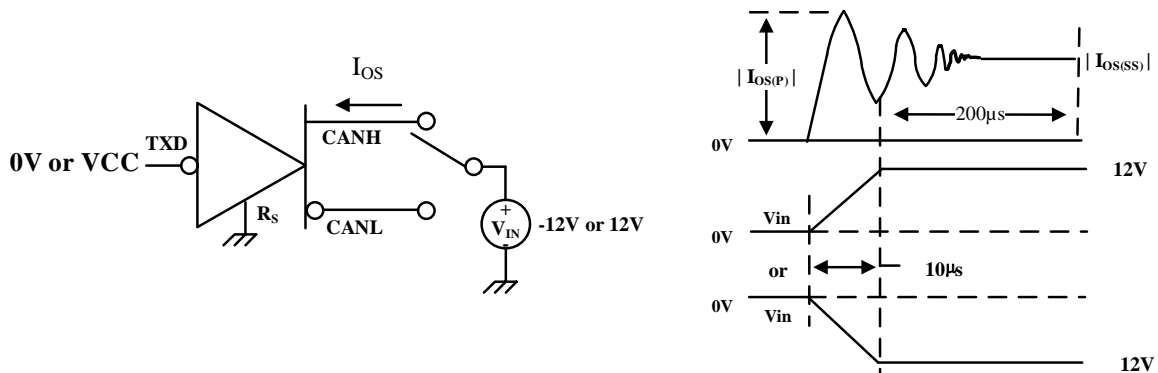 I_OS
CANH
TXD
0V or VCC
R_S
CANL
+
V_IN
-
-12V or 12V
| I_OS(P) |
| I_OS(SS) |
200μs
0V
12V
Vin
0V
or
10μs
0V
Vin
12V